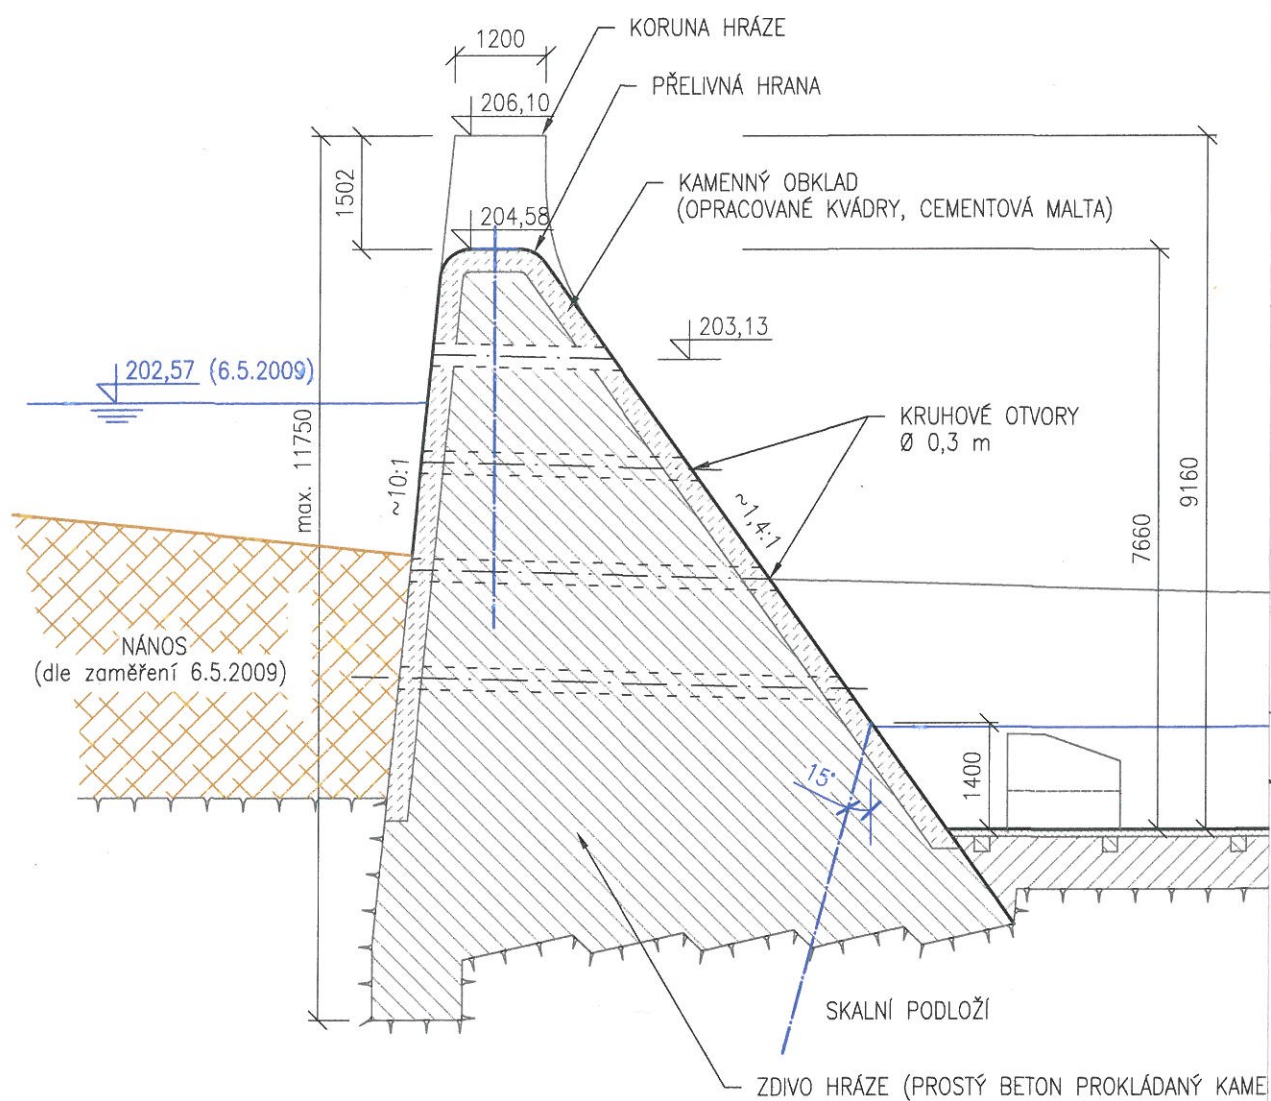 KORUNA HRÁZE
1200
PŘELIVNÁ HRANA
206,10
KAMENNÝ OBKLAD
(OPRACOVANÉ KVÁDRY, CEMENTOVÁ MALTA)
1502
204,58
203,13
202,57 (6.5.2009)
KRUHOVÉ OTVORY
Ø 0,3 m
max. 11750
~10:1
~1,4:1
9160
7660
NÁNOS
(dle zaměření 6.5.2009)
15°
1400
SKALNÍ PODLOŽÍ
ZDIVO HRÁZE (PROSTÝ BETON PROKLÁDANÝ KAME